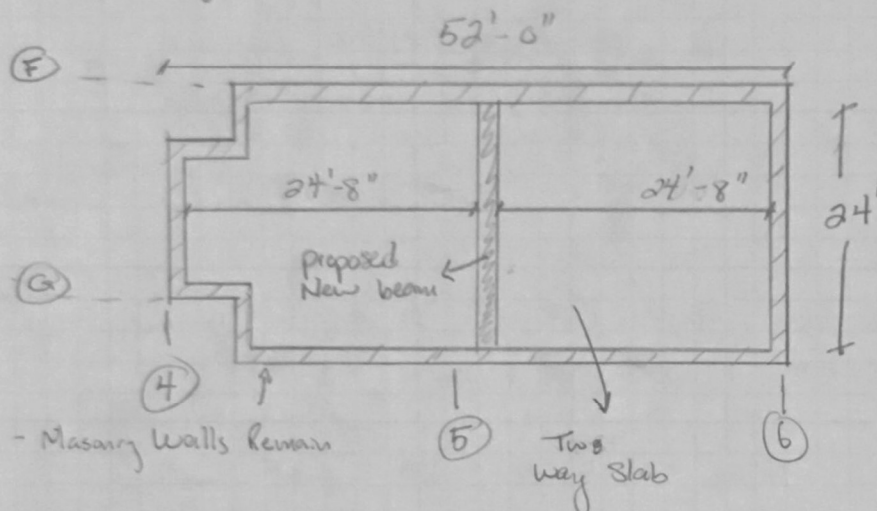 52'-0"
F
24'-8"
24'-8"
24'
proposed
New beam
G
4
5
6
- Masonry Walls Remain
Two
way Slab